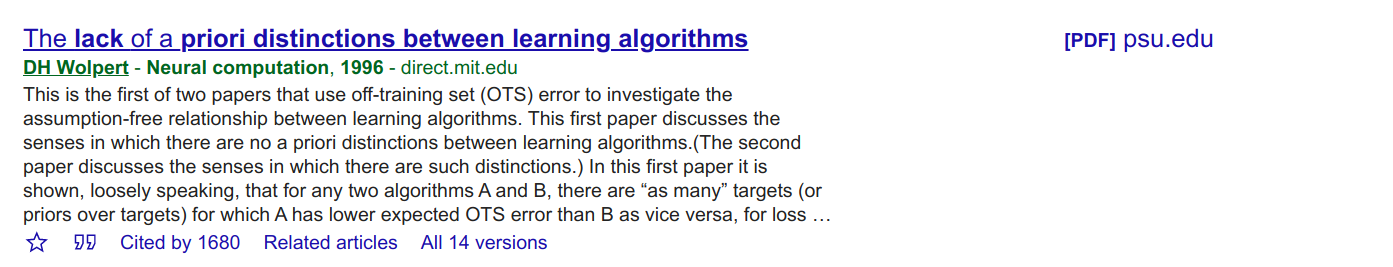 The lack of a priori distinctions between learning algorithms [PDF] psu.edu
DH Wolpert - Neural computation, 1996 - direct.mit.edu
This is the first of two papers that use off-training set (OTS) error to investigate the
assumption-free relationship between learning algorithms. This first paper discusses the
senses in which there are no a priori distinctions between learning algorithms.(The second
paper discusses the senses in which there are such distinctions.) In this first paper it is
shown, loosely speaking, that for any two algorithms A and B, there are “as many” targets (or
priors over targets) for which A has lower expected OTS error than B as vice versa, for loss …
Cited by 1680 Related articles All 14 versions